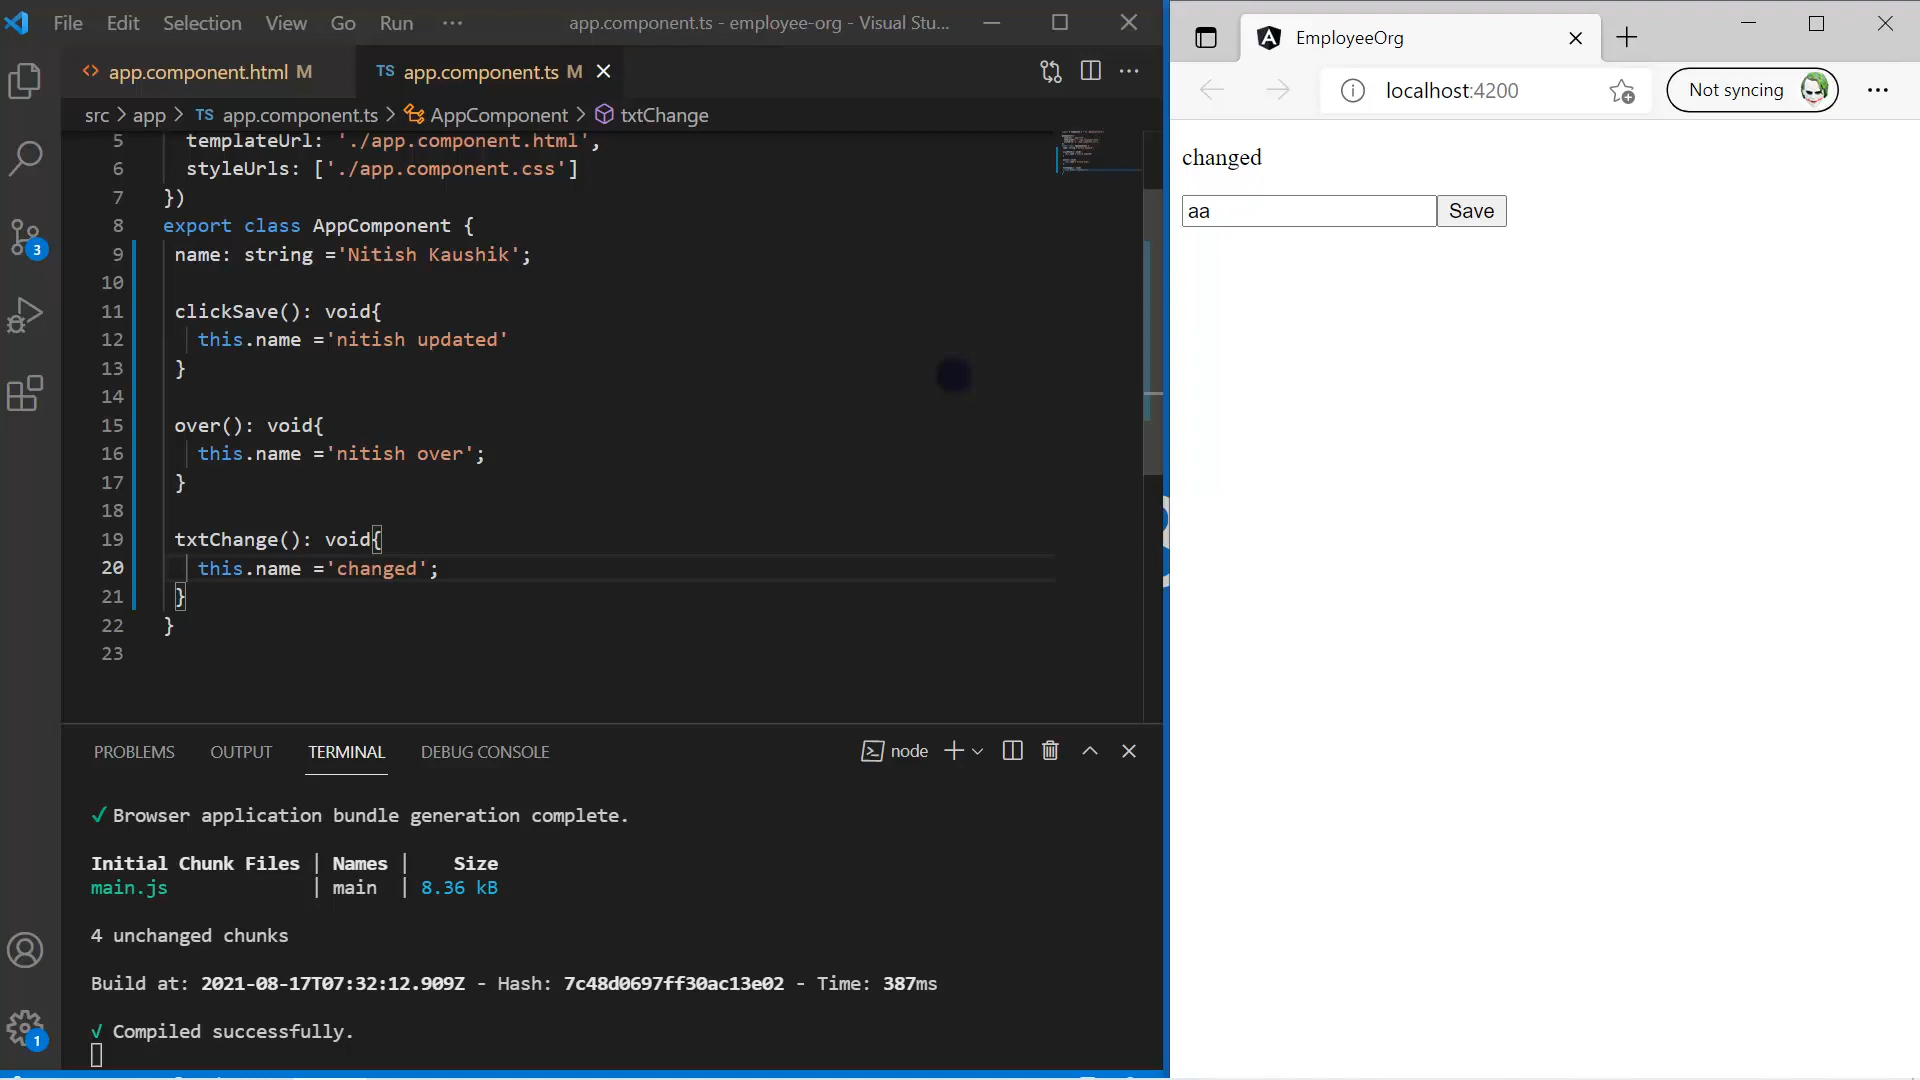 File Edit Selection View Go Run ··· app.component.ts - employee-org - Visual Stu...
app.component.html M TS app.component.ts M
src > app > TS app.component.ts > AppComponent > txtChange
5 templateUrl: './app.component.html',
6 styleUrls: ['./app.component.css']
7 })
8 export class AppComponent {
9 name: string ='Nitish Kaushik';
10
11 clickSave(): void{
12 this.name ='nitish updated'
13 }
14
15 over(): void{
16 this.name ='nitish over';
17 }
18
19 txtChange(): void{
20 this.name ='changed';
21 }
22 }
23
3
1
PROBLEMS OUTPUT TERMINAL DEBUG CONSOLE node
√ Browser application bundle generation complete.
Initial Chunk Files | Names | Size
main.js | main | 8.36 kB
4 unchanged chunks
Build at: 2021-08-17T07:32:12.909Z - Hash: 7c48d0697ff30ac13e02 - Time: 387ms
√ Compiled successfully.
EmployeeOrg
localhost:4200 Not syncing
changed
aa Save